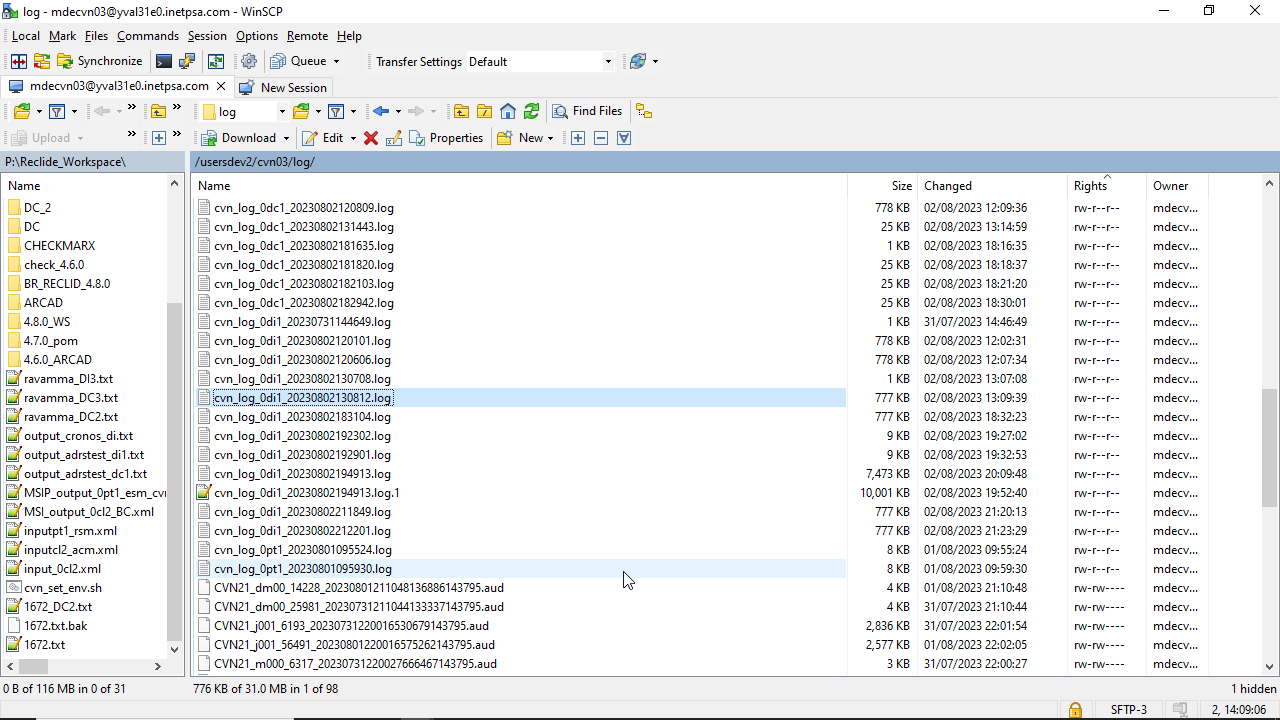 log - mdecvn03@yval31e0.inetpsa.com - WinSCP
Local Mark Files Commands Session Options Remote Help
Synchronize Queue Transfer Settings Default
mdecvn03@yval31e0.inetpsa.com New Session
log Find Files
Upload Download Edit Properties New
P:\Reclide_Workspace\
Name
DC_2
DC
CHECKMARX
check_4.6.0
BR_RECLID_4.8.0
ARCAD
4.8.0_WS
4.7.0_pom
4.6.0_ARCAD
ravamma_DI3.txt
ravamma_DC3.txt
ravamma_DC2.txt
output_cronos_di.txt
output_adrstest_di1.txt
output_adrstest_dc1.txt
MSIP_output_0pt1_esm_cvi
MSI_output_0cl2_BC.xml
inputpt1_rsm.xml
inputcl2_acm.xml
input_0cl2.xml
cvn_set_env.sh
1672_DC2.txt
1672.txt.bak
1672.txt
0 B of 116 MB in 0 of 31
/usersdev2/cvn03/log/
Name Size Changed Rights Owner
cvn_log_0dc1_20230802120809.log 778 KB 02/08/2023 12:09:36 rw-r--r-- mdecv...
cvn_log_0dc1_20230802131443.log 25 KB 02/08/2023 13:14:59 rw-r--r-- mdecv...
cvn_log_0dc1_20230802181635.log 1 KB 02/08/2023 18:16:35 rw-r--r-- mdecv...
cvn_log_0dc1_20230802181820.log 25 KB 02/08/2023 18:18:37 rw-r--r-- mdecv...
cvn_log_0dc1_20230802182103.log 25 KB 02/08/2023 18:21:20 rw-r--r-- mdecv...
cvn_log_0dc1_20230802182942.log 25 KB 02/08/2023 18:30:01 rw-r--r-- mdecv...
cvn_log_0di1_20230731144649.log 1 KB 31/07/2023 14:46:49 rw-r--r-- mdecv...
cvn_log_0di1_20230802120101.log 778 KB 02/08/2023 12:02:31 rw-r--r-- mdecv...
cvn_log_0di1_20230802120606.log 778 KB 02/08/2023 12:07:34 rw-r--r-- mdecv...
cvn_log_0di1_20230802130708.log 1 KB 02/08/2023 13:07:08 rw-r--r-- mdecv...
cvn_log_0di1_20230802130812.log 777 KB 02/08/2023 13:09:39 rw-r--r-- mdecv...
cvn_log_0di1_20230802183104.log 777 KB 02/08/2023 18:32:23 rw-r--r-- mdecv...
cvn_log_0di1_20230802192302.log 9 KB 02/08/2023 19:27:02 rw-r--r-- mdecv...
cvn_log_0di1_20230802192901.log 9 KB 02/08/2023 19:32:53 rw-r--r-- mdecv...
cvn_log_0di1_20230802194913.log 7,473 KB 02/08/2023 20:09:48 rw-r--r-- mdecv...
cvn_log_0di1_20230802194913.log.1 10,001 KB 02/08/2023 19:52:40 rw-r--r-- mdecv...
cvn_log_0di1_20230802211849.log 777 KB 02/08/2023 21:20:13 rw-r--r-- mdecv...
cvn_log_0di1_20230802212201.log 777 KB 02/08/2023 21:23:29 rw-r--r-- mdecv...
cvn_log_0pt1_20230801095524.log 8 KB 01/08/2023 09:55:24 rw-r--r-- mdecv...
cvn_log_0pt1_20230801095930.log 8 KB 01/08/2023 09:59:30 rw-r--r-- mdecv...
CVN21_dm00_14228_20230801211048136886143795.aud 4 KB 01/08/2023 21:10:48 rw-rw---- mdecv...
CVN21_dm00_25981_20230731211044133337143795.aud 4 KB 31/07/2023 21:10:44 rw-rw---- mdecv...
CVN21_j001_6193_20230731220016530679143795.aud 2,836 KB 31/07/2023 22:01:54 rw-rw---- mdecv...
CVN21_j001_56491_20230801220016575262143795.aud 2,577 KB 01/08/2023 22:02:05 rw-rw---- mdecv...
CVN21_m000_6317_20230731220027666467143795.aud 3 KB 31/07/2023 22:00:27 rw-rw---- mdecv...
776 KB of 31.0 MB in 1 of 98 1 hidden
SFTP-3 2, 14:09:06